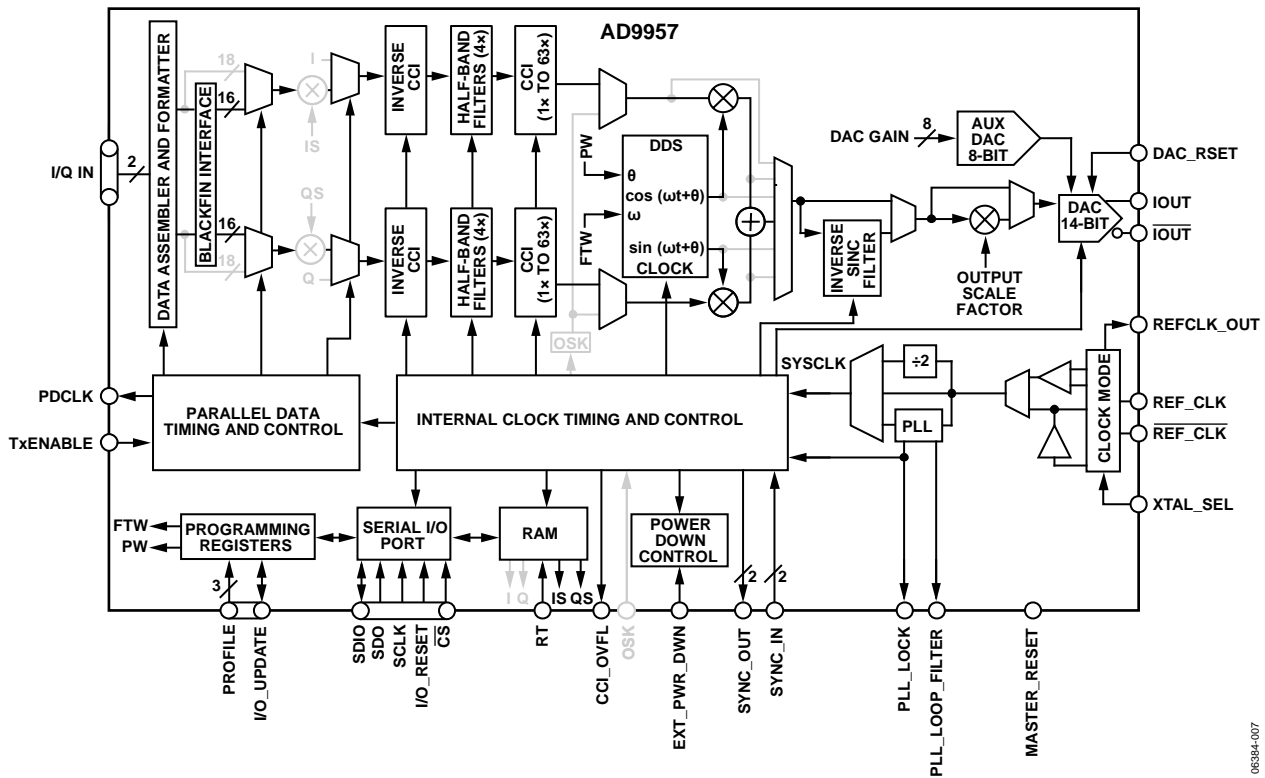 AD9957
I/Q IN
2
DATA ASSEMBLER AND FORMATTER
BLACKFIN INTERFACE
18
16
16
18
IS
QS
I
Q
INVERSE
CCI
HALF-BAND
FILTERS (4×)
CCI
(1× TO 63×)
INVERSE
CCI
HALF-BAND
FILTERS (4×)
CCI
(1× TO 63×)
OSK
PW
FTW
DDS
θ
cos (ωt+θ)
ω
sin (ωt+θ)
CLOCK
INVERSE
SINC
FILTER
OUTPUT
SCALE
FACTOR
DAC GAIN
8
AUX
DAC
8-BIT
DAC
14-BIT
DAC_RSET
IOUT
IOUT
REFCLK_OUT
REF_CLK
REF_CLK
XTAL_SEL
CLOCK MODE
SYSCLK
÷2
PLL
PDCLK
TxENABLE
PARALLEL DATA
TIMING AND CONTROL
INTERNAL CLOCK TIMING AND CONTROL
FTW
PW
PROGRAMMING
REGISTERS
SERIAL I/O
PORT
RAM
POWER
DOWN
CONTROL
3
I
Q
IS
QS
2
2
PROFILE
I/O_UPDATE
SDIO
SDO
SCLK
I/O_RESET
CS
RT
CCI_OVFL
OSK
EXT_PWR_DWN
SYNC_OUT
SYNC_IN
PLL_LOCK
PLL_LOOP_FILTER
MASTER_RESET
06384-007